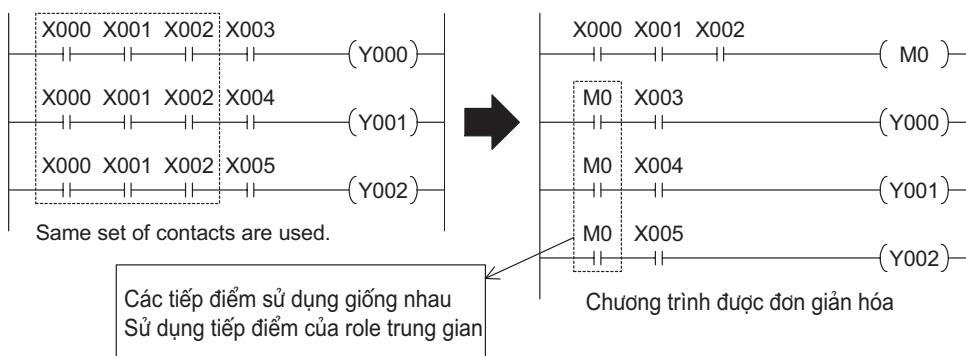 X000 X001 X002 X003
(Y000)
X000 X001 X002 X004
(Y001)
X000 X001 X002 X005
(Y002)
Same set of contacts are used.
X000 X001 X002
( M0 )
M0 X003
(Y000)
M0 X004
(Y001)
M0 X005
(Y002)
Các tiếp điểm sử dụng giống nhau
Sử dụng tiếp điểm của role trung gian
Chương trình được đơn giản hóa